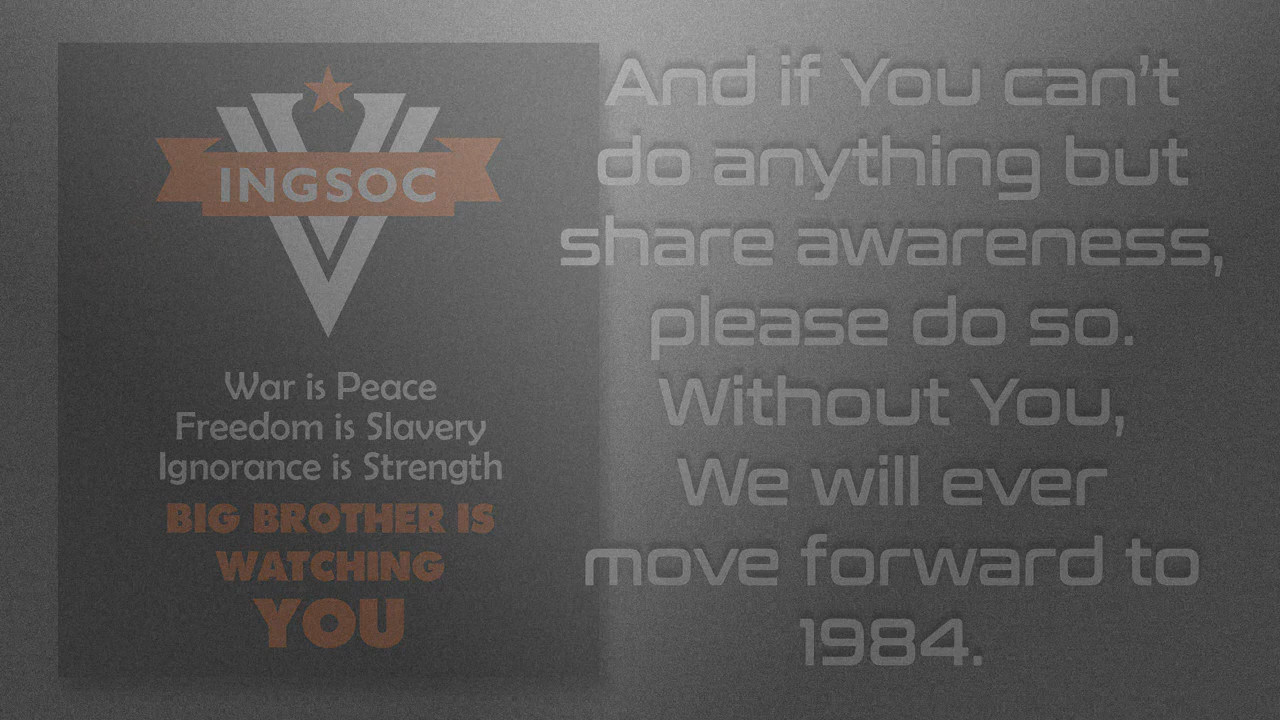 INGSOC
War is Peace
Freedom is Slavery
Ignorance is Strength
BIG BROTHER IS
WATCHING
YOU
And if You can't
do anything but
share awareness,
please do so.
Without You,
We will ever
move forward to
1984.